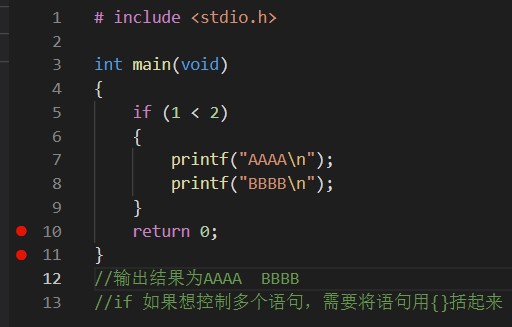 1 # include <stdio.h>
2
3 int main(void)
4 {
5 if (1 < 2)
6 {
7 printf("AAAA\n");
8 printf("BBBB\n");
9 }
10 return 0;
11 }
12 //输出结果为AAAA  BBBB
13 //if 如果想控制多个语句，需要将语句用{}括起来